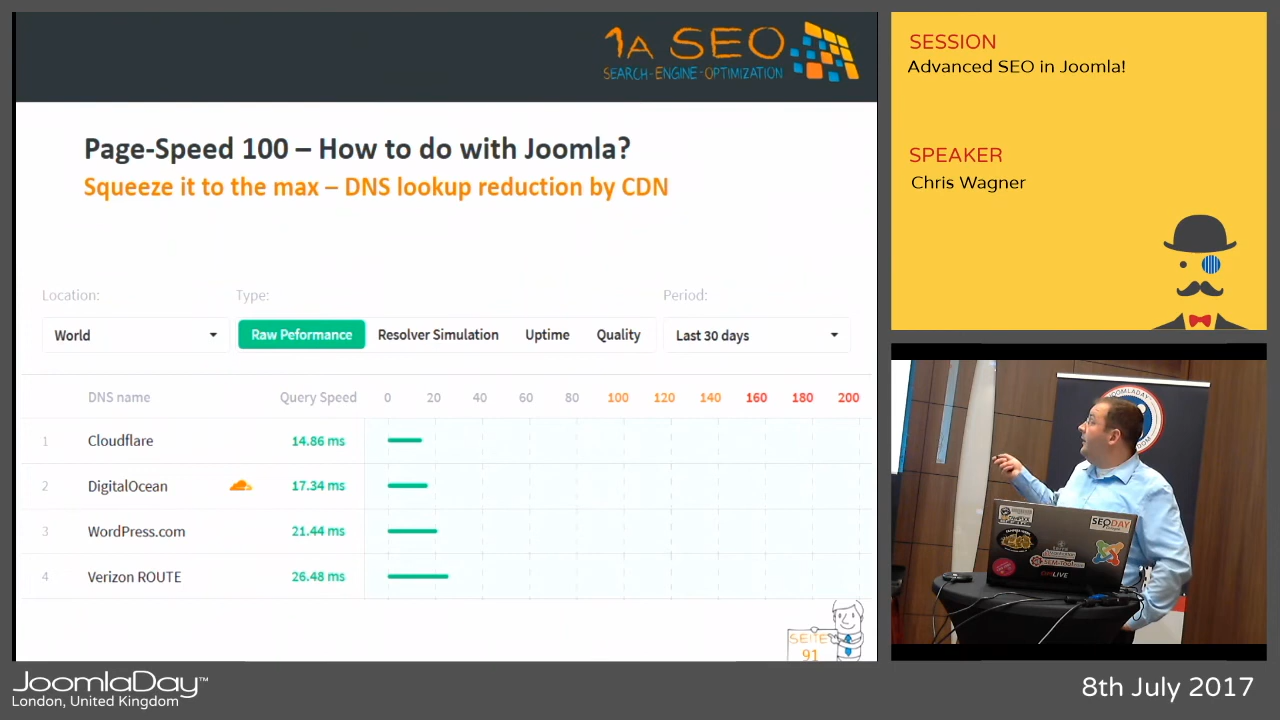 1A SEO
SEARCH-ENGINE-OPTIMIZATION
Page-Speed 100 – How to do with Joomla?
Squeeze it to the max – DNS lookup reduction by CDN
Location: Type: Period:
World Raw Peformance Resolver Simulation Uptime Quality Last 30 days
DNS name Query Speed 0 20 40 60 80 100 120 140 160 180 200
1 Cloudflare 14.86 ms
2 DigitalOcean 17.34 ms
3 WordPress.com 21.44 ms
4 Verizon ROUTE 26.48 ms
SEITE
91
SESSION
Advanced SEO in Joomla!
SPEAKER
Chris Wagner
SEODAY
JoomlaDay™
London, United Kingdom
8th July 2017